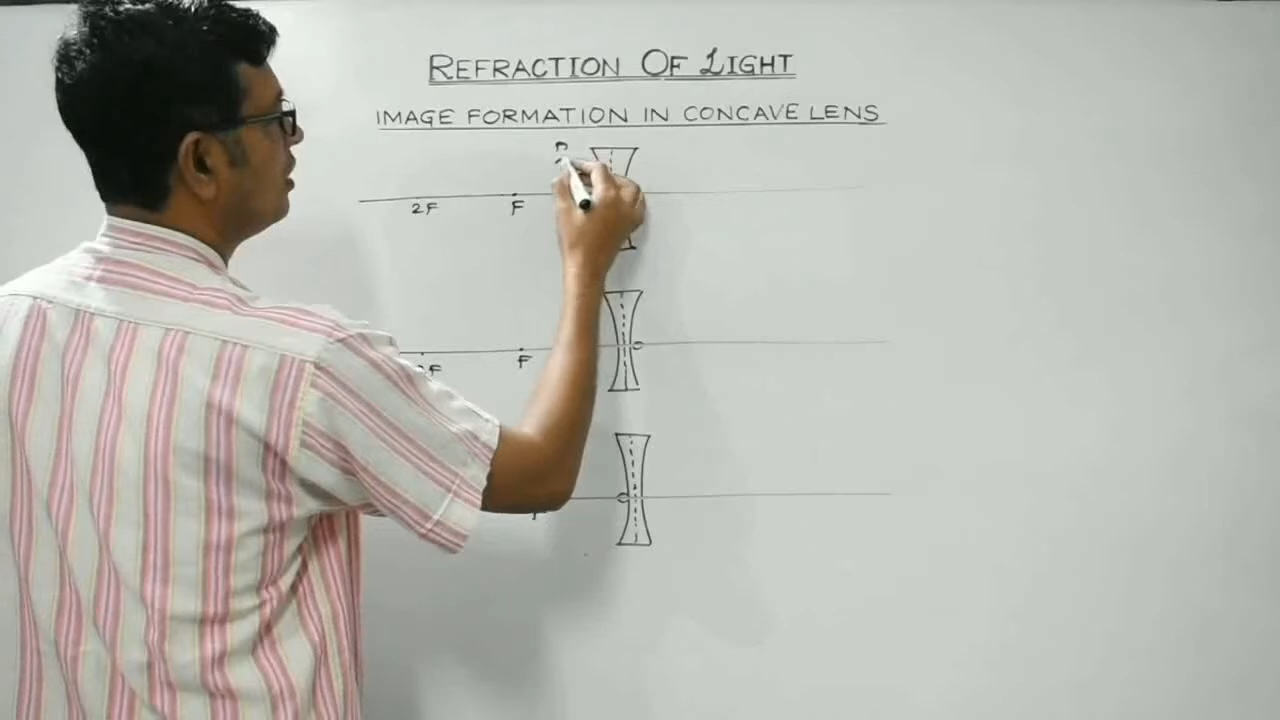 REFRACTION OF LIGHT
IMAGE FORMATION IN CONCAVE LENS
2F F
F